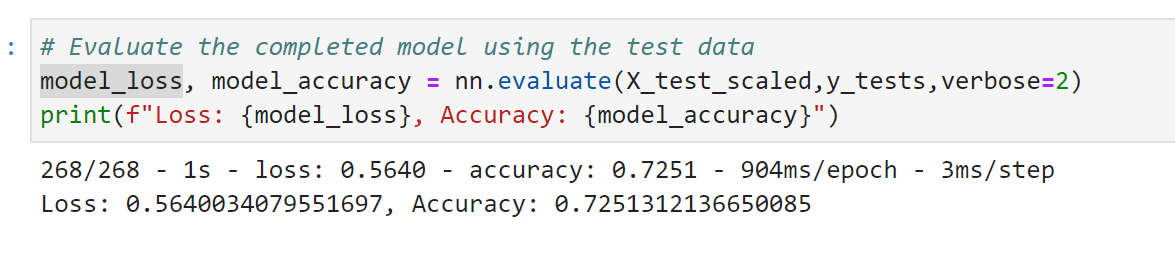 :
# Evaluate the completed model using the test data
model_loss, model_accuracy = nn.evaluate(X_test_scaled,y_tests,verbose=2)
print(f"Loss: {model_loss}, Accuracy: {model_accuracy}")
268/268 - 1s - loss: 0.5640 - accuracy: 0.7251 - 904ms/epoch - 3ms/step
Loss: 0.5640034079551697, Accuracy: 0.7251312136650085